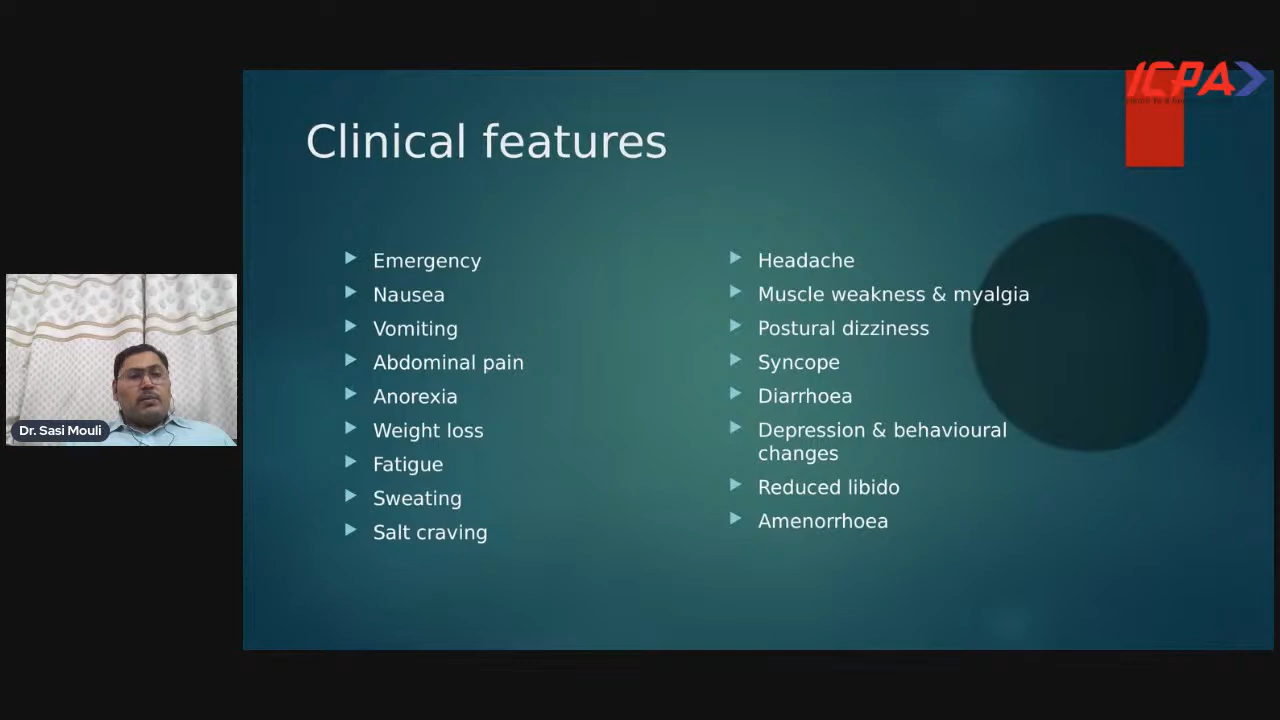 ICPA
Clinical features
Emergency
Nausea
Vomiting
Abdominal pain
Anorexia
Weight loss
Fatigue
Sweating
Salt craving
Headache
Muscle weakness & myalgia
Postural dizziness
Syncope
Diarrhoea
Depression & behavioural
changes
Reduced libido
Amenorrhoea
Dr. Sasi Mouli